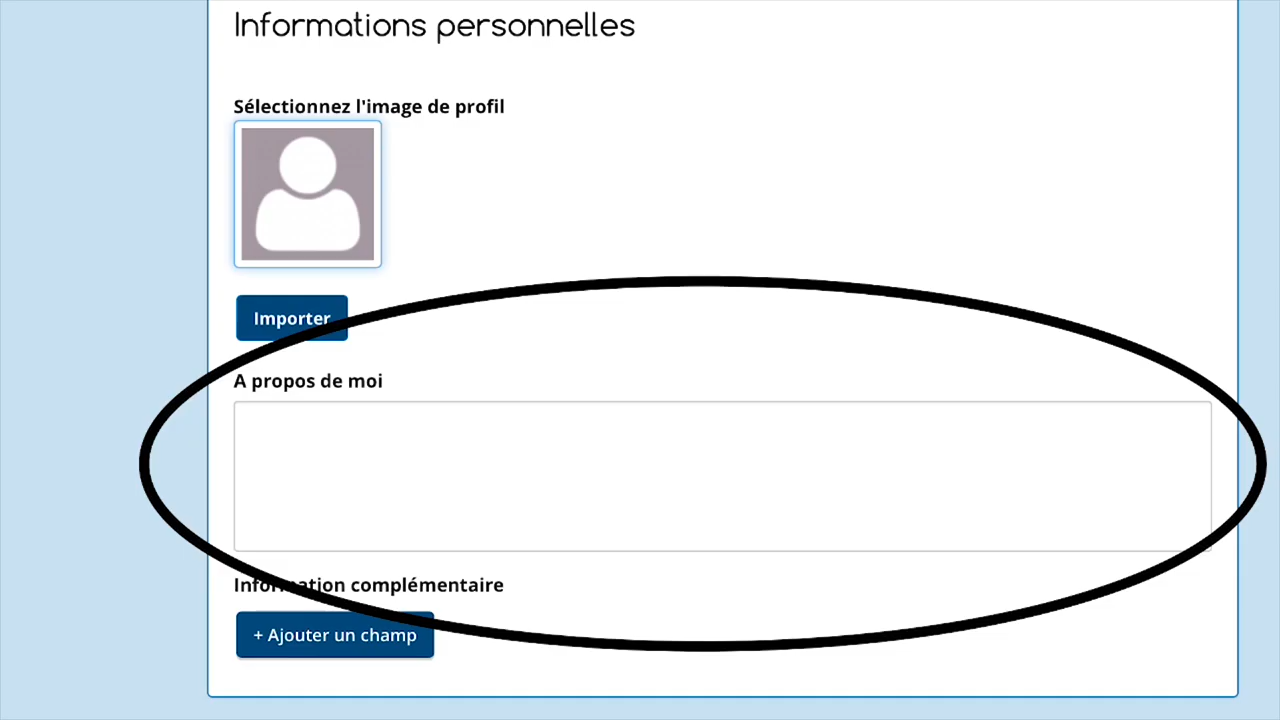 Informations personnelles
Sélectionnez l'image de profil
Importer
A propos de moi
Information complémentaire
+ Ajouter un champ